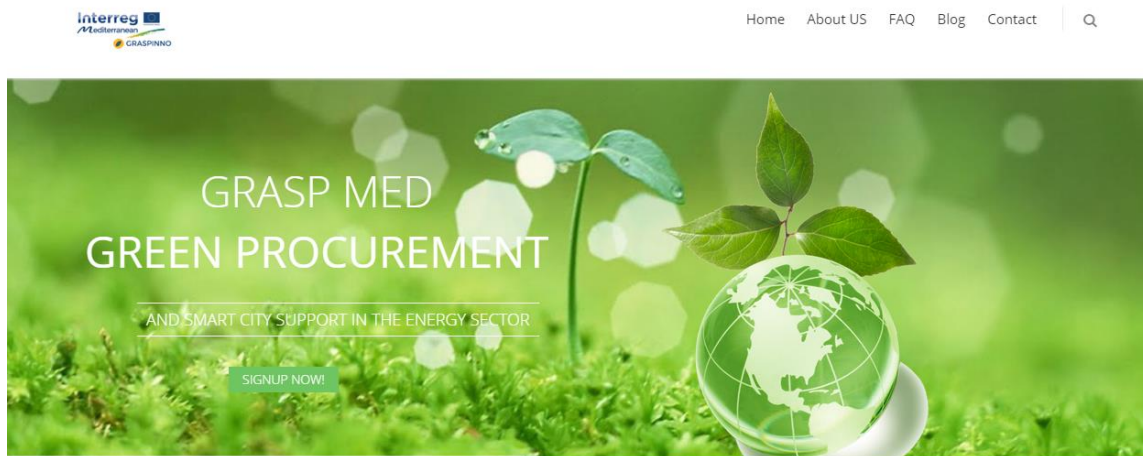 Interreg
Mediterranean
GRASPINNO
Home About US FAQ Blog Contact
GRASP MED
GREEN PROCUREMENT
AND SMART CITY SUPPORT IN THE ENERGY SECTOR
SIGNUP NOW!